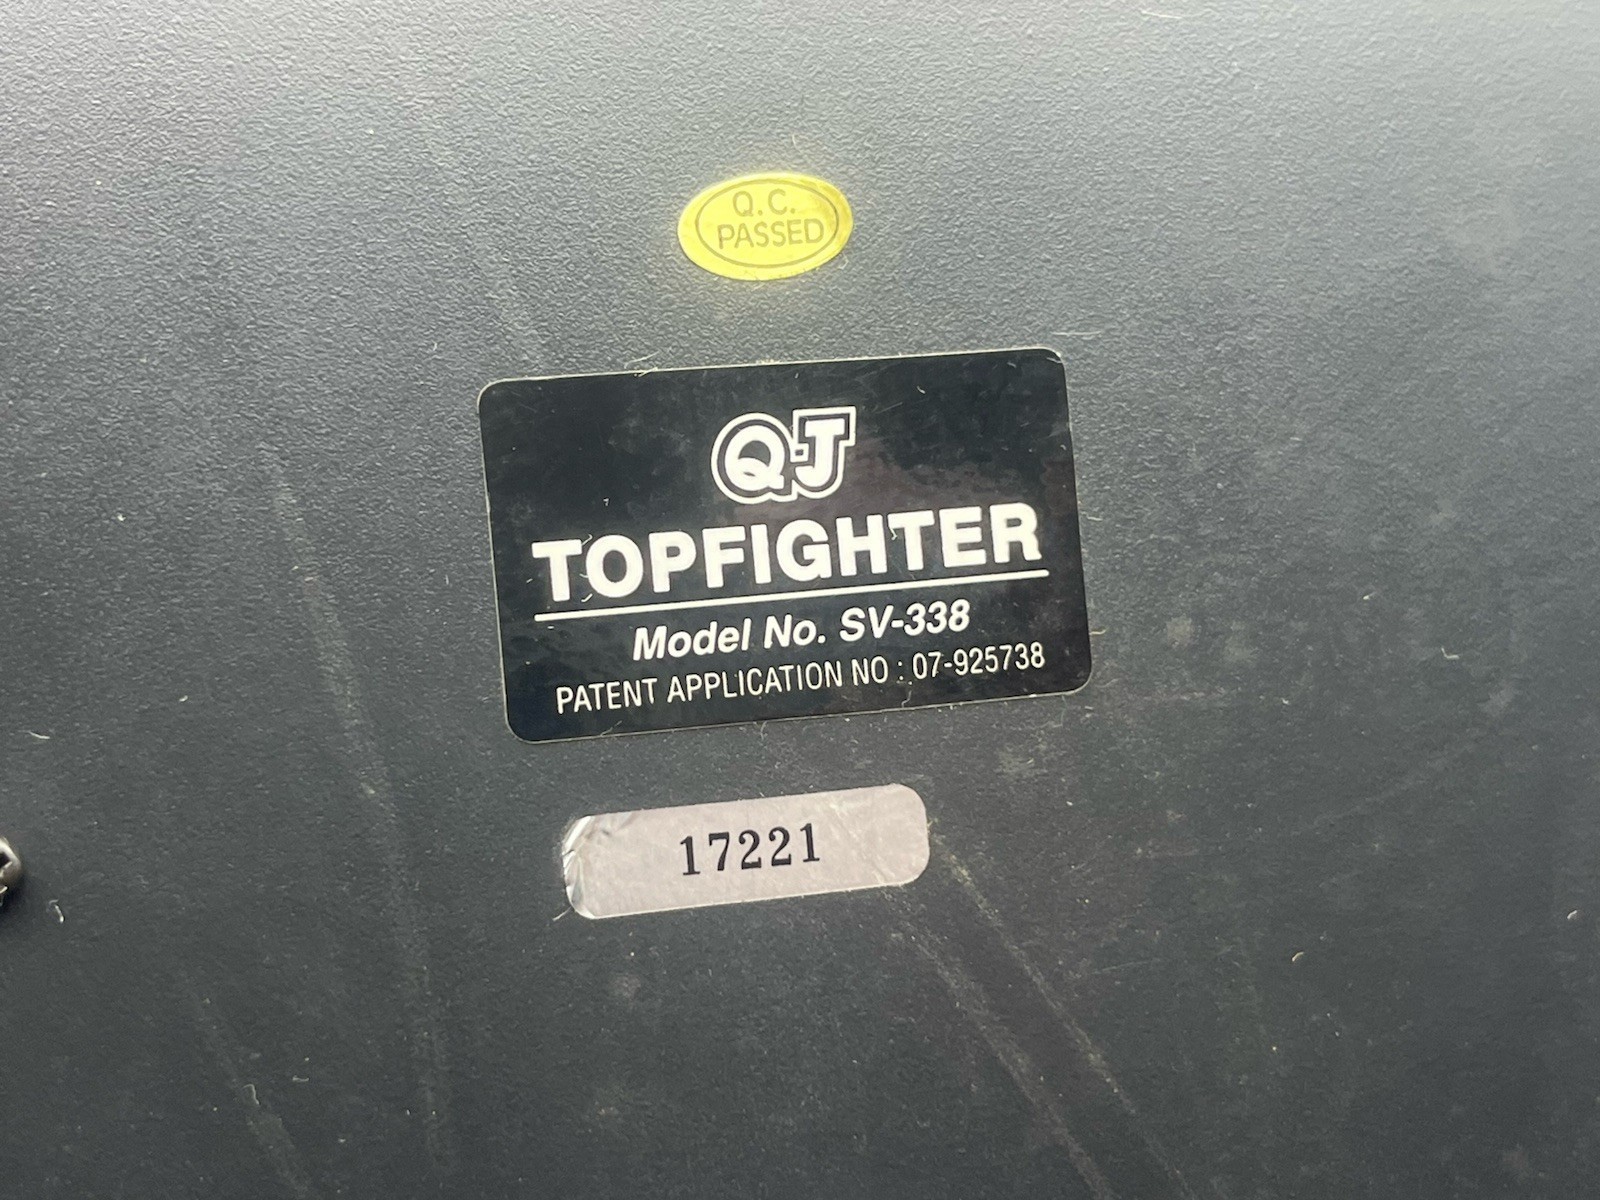 Q.C.
PASSED
QJ
TOPFIGHTER
Model No. SV-338
PATENT APPLICATION NO : 07-925738
17221